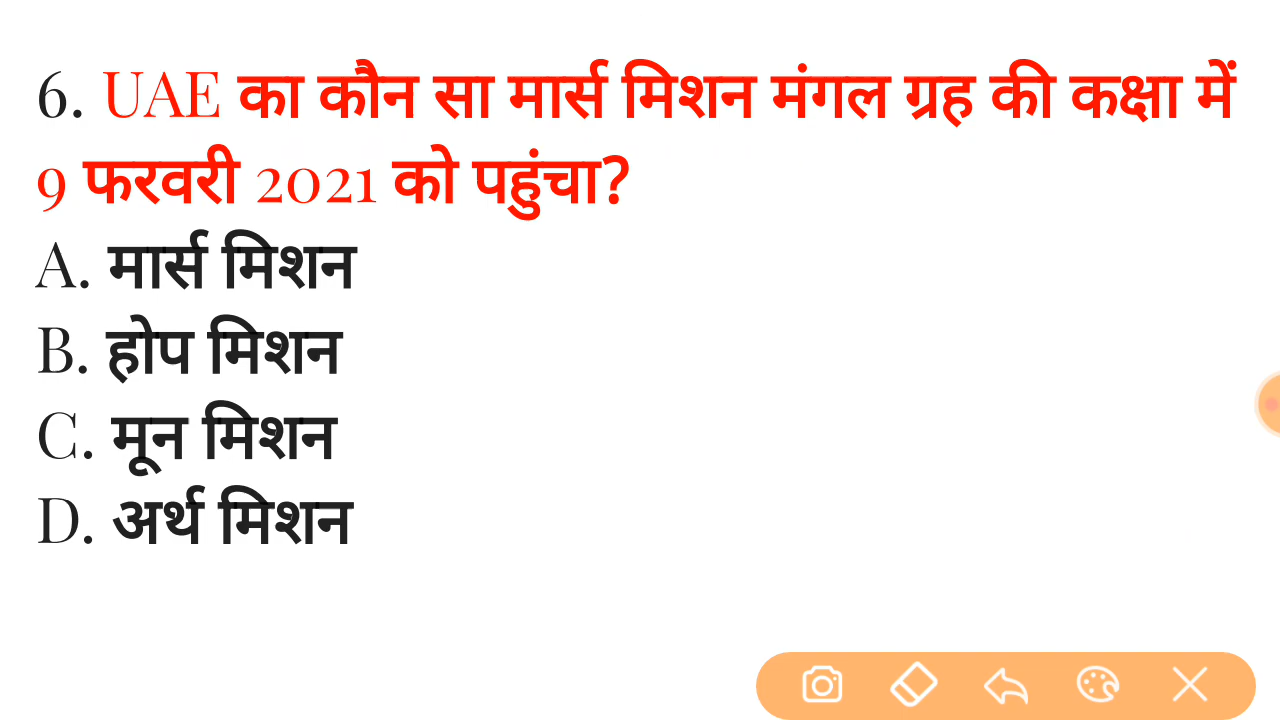 6. UAE का कौन सा मार्स मिशन मंगल ग्रह की कक्षा में
9 फरवरी 2021 को पहुंचा?
A. मार्स मिशन
B. होप मिशन
C. मून मिशन
D. अर्थ मिशन